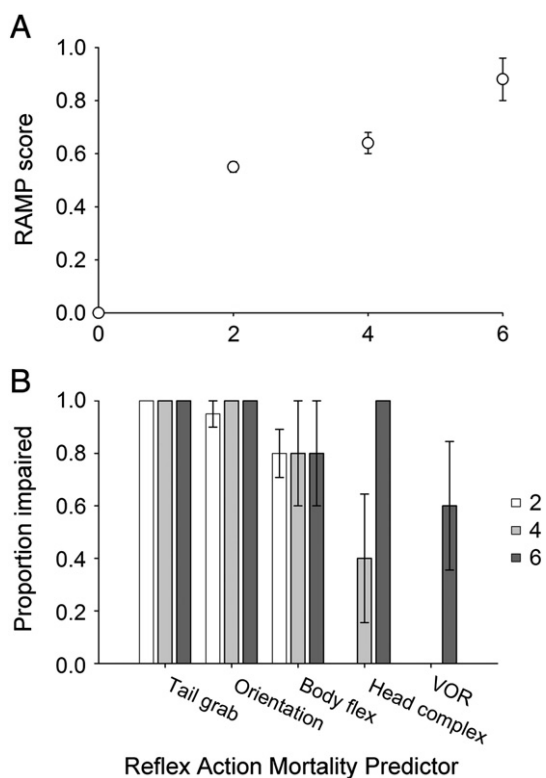 A
1.0
0.8
0.6
0.4
0.2
0.0
RAMP score
0 2 4 6
B
1.0
0.8
0.6
0.4
0.2
0.0
Proportion impaired
2
4
6
Tail grab
Orientation
Body flex
Head complex
VOR
Reflex Action Mortality Predictor